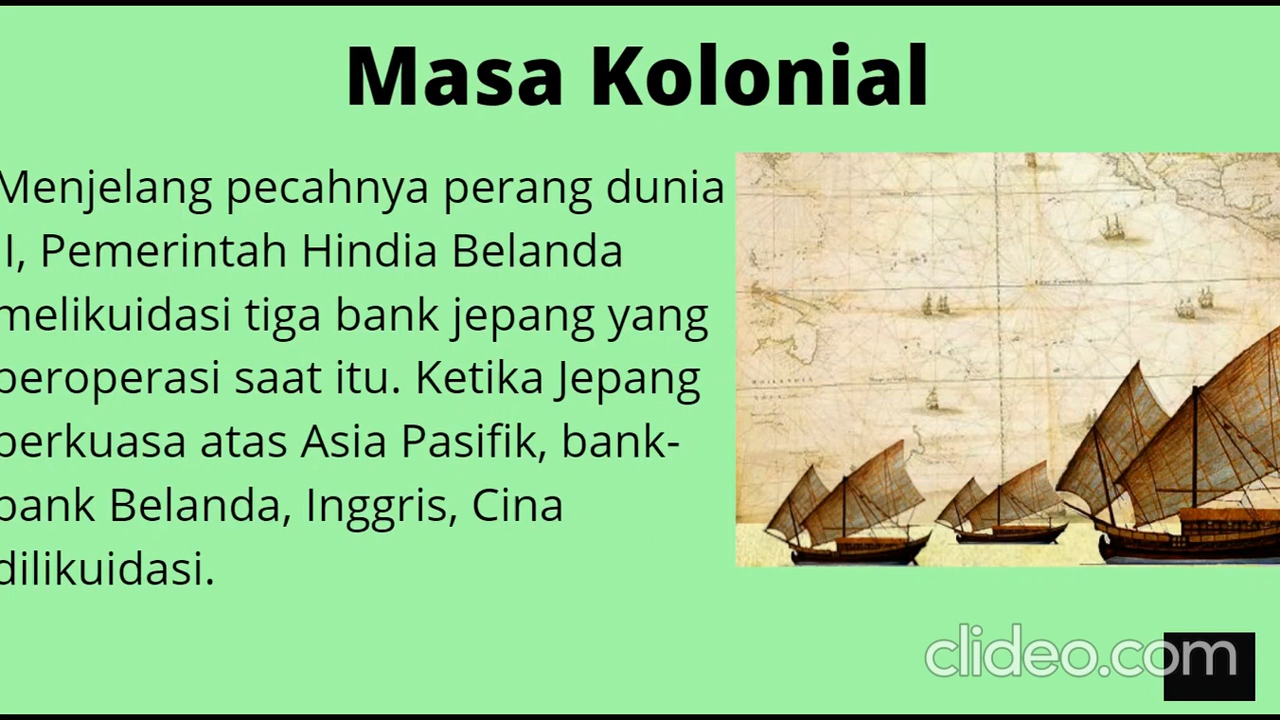 Masa Kolonial
Menjelang pecahnya perang dunia
II, Pemerintah Hindia Belanda
melikuidasi tiga bank jepang yang
beroperasi saat itu. Ketika Jepang
berkuasa atas Asia Pasifik, bank-
bank Belanda, Inggris, Cina
dilikuidasi.
clideo.com